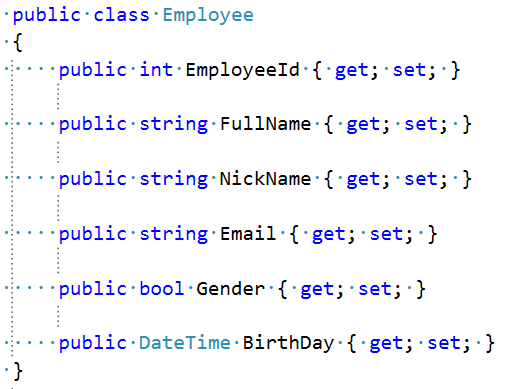 public class Employee
{
public int EmployeeId { get; set; }
public string FullName { get; set; }
public string NickName { get; set; }
public string Email { get; set; }
public bool Gender { get; set; }
public DateTime BirthDay { get; set; }
}